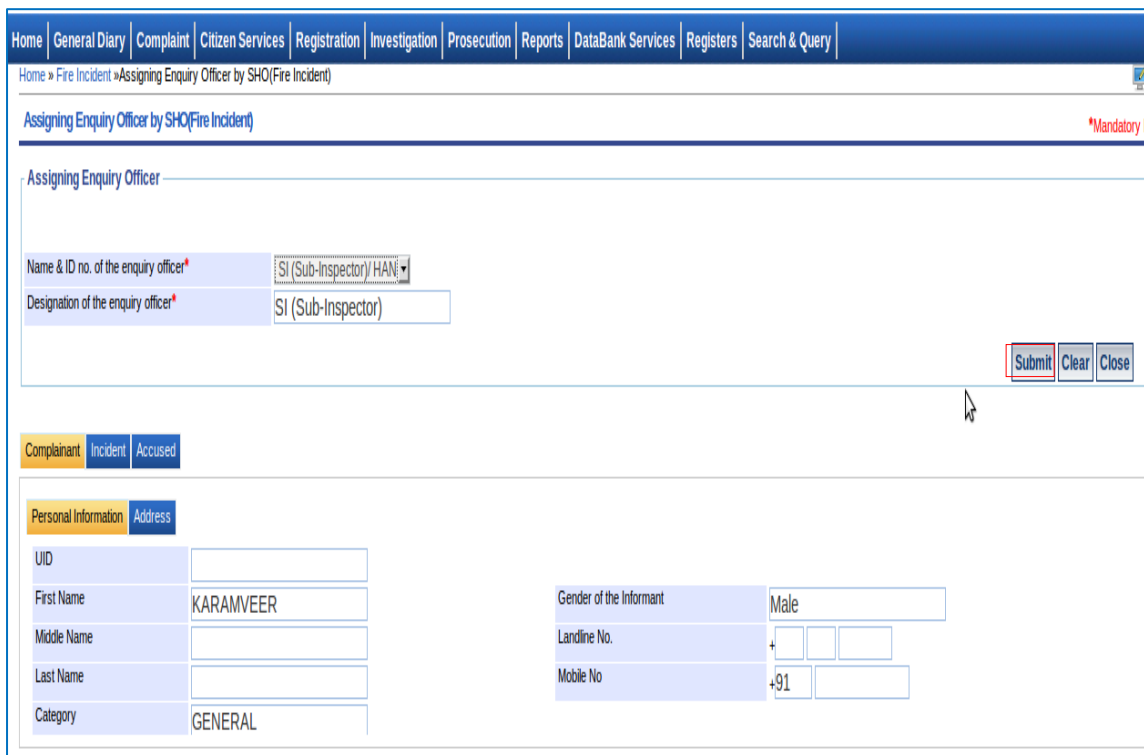 Home General Diary Complaint Citizen Services Registration Investigation Prosecution Reports DataBank Services Registers Search & Query
Home » Fire Incident »Assigning Enquiry Officer by SHO(Fire Incident)
Assigning Enquiry Officer by SHO(Fire Incident)
*Mandatory
Assigning Enquiry Officer
Name & ID no. of the enquiry officer* SI (Sub-Inspector)/ HAN
Designation of the enquiry officer* SI (Sub-Inspector)
Submit Clear Close
Complainant Incident Accused
Personal Information Address
UID
First Name KARAMVEER Gender of the Informant Male
Middle Name Landline No. +
Last Name Mobile No +91
Category GENERAL